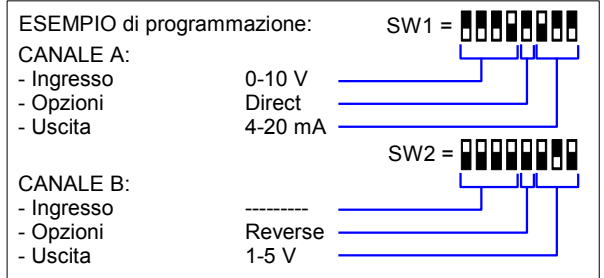 ESEMPIO di programmazione: SW1 =
CANALE A:
- Ingresso 0-10 V
- Opzioni Direct
- Uscita 4-20 mA
SW2 =
CANALE B:
- Ingresso ---------
- Opzioni Reverse
- Uscita 1-5 V